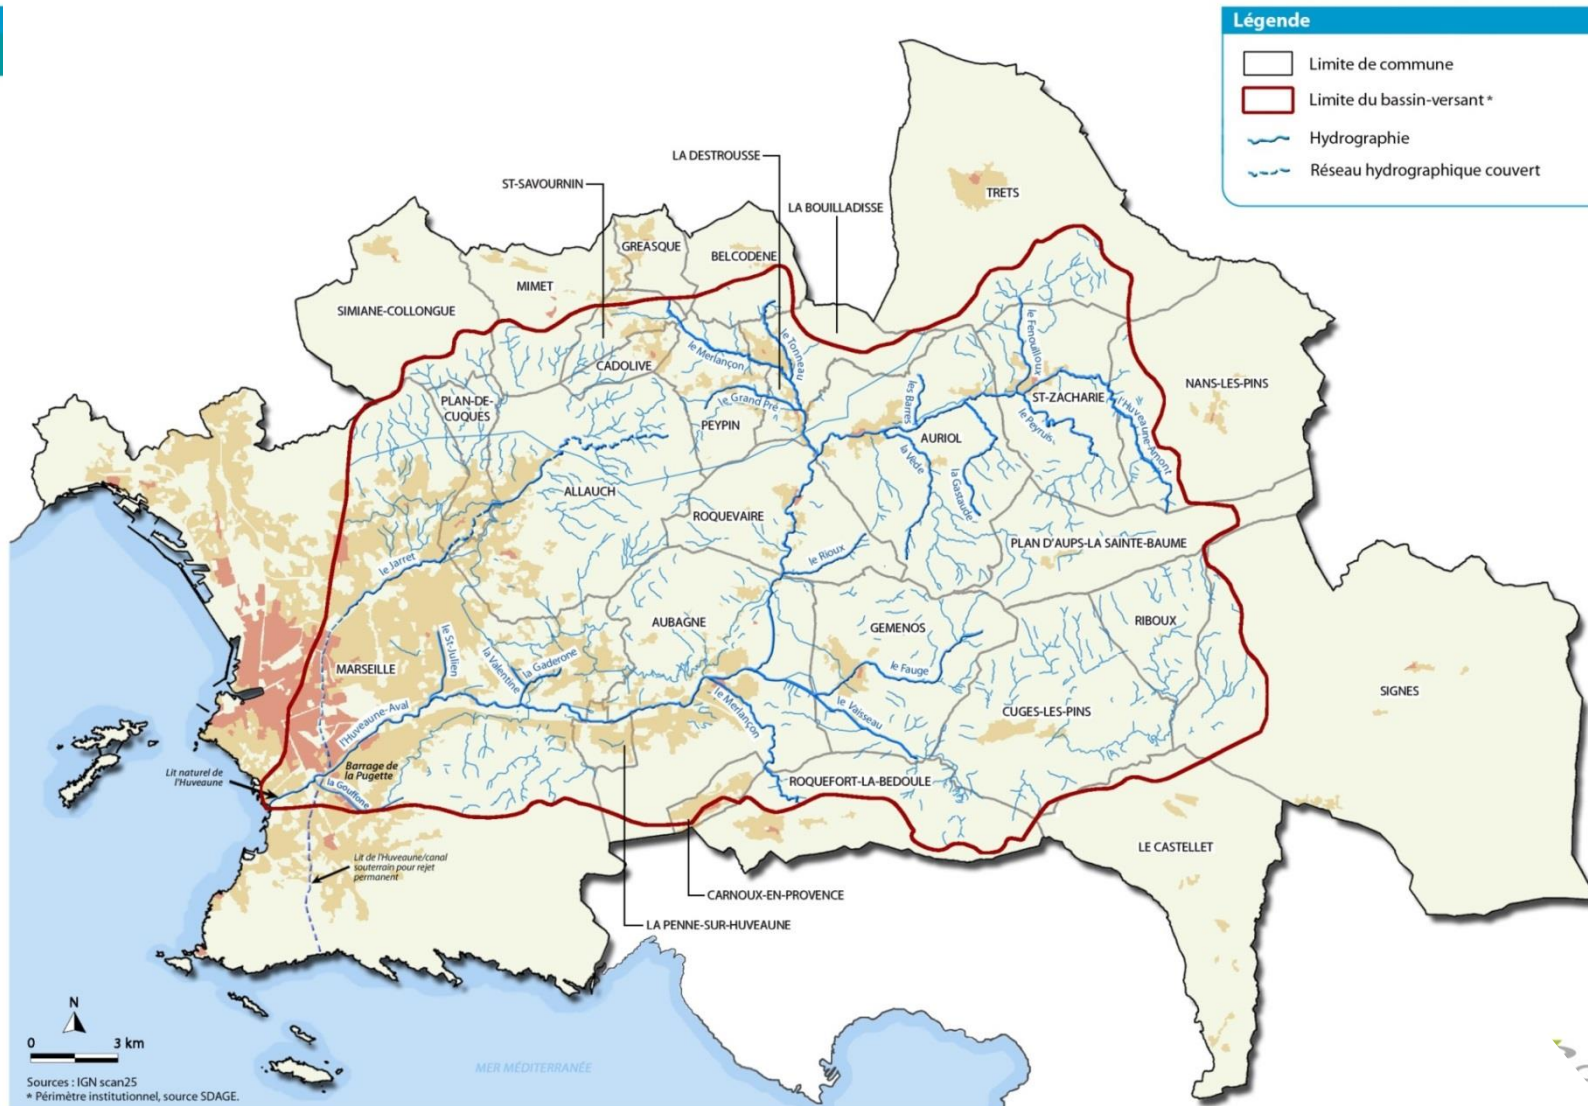 Légende
Limite de commune
Limite du bassin-versant *
Hydrographie
Réseau hydrographique couvert
LA DESTROUSSE
ST-SAVOURNIN
LA BOUILLADISSE
TRETS
GREASQUE
BELCODENE
MIMET
SIMIANE-COLLONGUE
le Fenouilloux
le Tonneau
le Merlançon
CADOLIVE
NANS-LES-PINS
PLAN-DE-
CUQUES
les Barres
ST-ZACHARIE
l'Huveaune-Amont
le Grand Pré
PEYPIN
le Peyruis
AURIOL
la Vède
la Gastaude
ALLAUCH
ROQUEVAIRE
PLAN D'AUPS-LA SAINTE-BAUME
le Rioux
le Jarret
AUBAGNE
GEMENOS
RIBOUX
le St-Julien
la Valentine
la Gaderone
MARSEILLE
le Fauge
SIGNES
l'Huveaune-Aval
le Merlançon
le Vaisseau
CUGES-LES-PINS
Lit naturel de
l'Huveaune
Barrage de
la Pugette
la Gouffone
ROQUEFORT-LA-BEDOULE
LE CASTELLET
Lit de l'Huveaune/canal
souterrain pour rejet
permanent
CARNOUX-EN-PROVENCE
LA PENNE-SUR-HUVEAUNE
N
0 3 km
MER MÉDITERRANÉE
Sources : IGN scan25
* Périmètre institutionnel, source SDAGE.